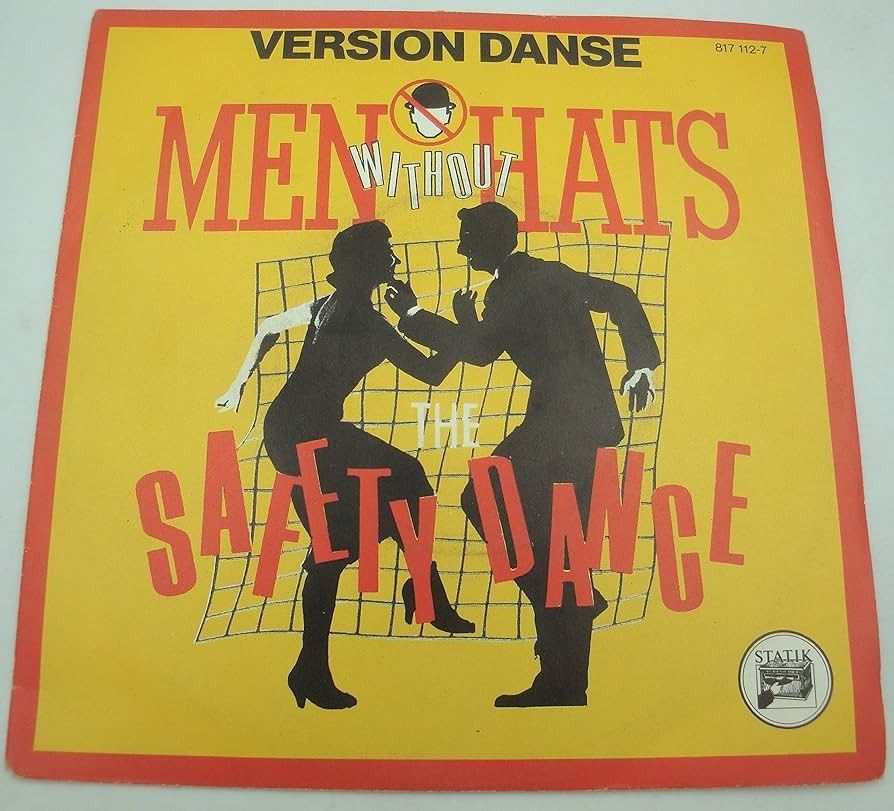 VERSION DANSE
817 112-7
MEN WITHOUT HATS
THE
SAFETY DANCE
STATIK